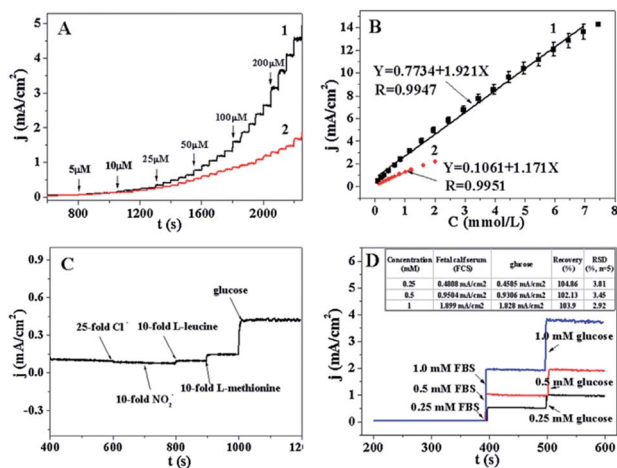 A
1
2
5μM
10μM
25μM
50μM
100μM
200μM
j (mA/cm²)
0
1
2
3
4
5
600
1200
1800
t (s)
B
1
2
Y=0.7734+1.921X
R=0.9947
Y=0.1061+1.171X
R=0.9951
j (mA/cm²)
0
2
4
6
8
10
12
14
0
1
2
3
4
5
6
7
8
C (mmol/L)
C
glucose
25-fold Cl⁻
10-fold L-leucine
10-fold NO₂⁻
10-fold L-methionine
j (mA/cm²)
0.9
0.6
0.3
0.0
-0.3
400
600
800
1000
1200
t (s)
D
Concentration (mM) Fetal calf serum (FCS) glucose Recovery (%) RSD (%, n=5)
0.25 0.4808 mA/cm2 0.4585 mA/cm2 104.86 3.81
0.5 0.9504 mA/cm2 0.9306 mA/cm2 102.13 3.45
1 1.899 mA/cm2 1.828 mA/cm2 103.9 2.92
1.0 mM glucose
1.0 mM FBS
0.5 mM glucose
0.5 mM FBS
0.25 mM FBS
0.25 mM glucose
j (mA/cm²)
0
1
2
3
4
200
300
400
500
600
t (s)